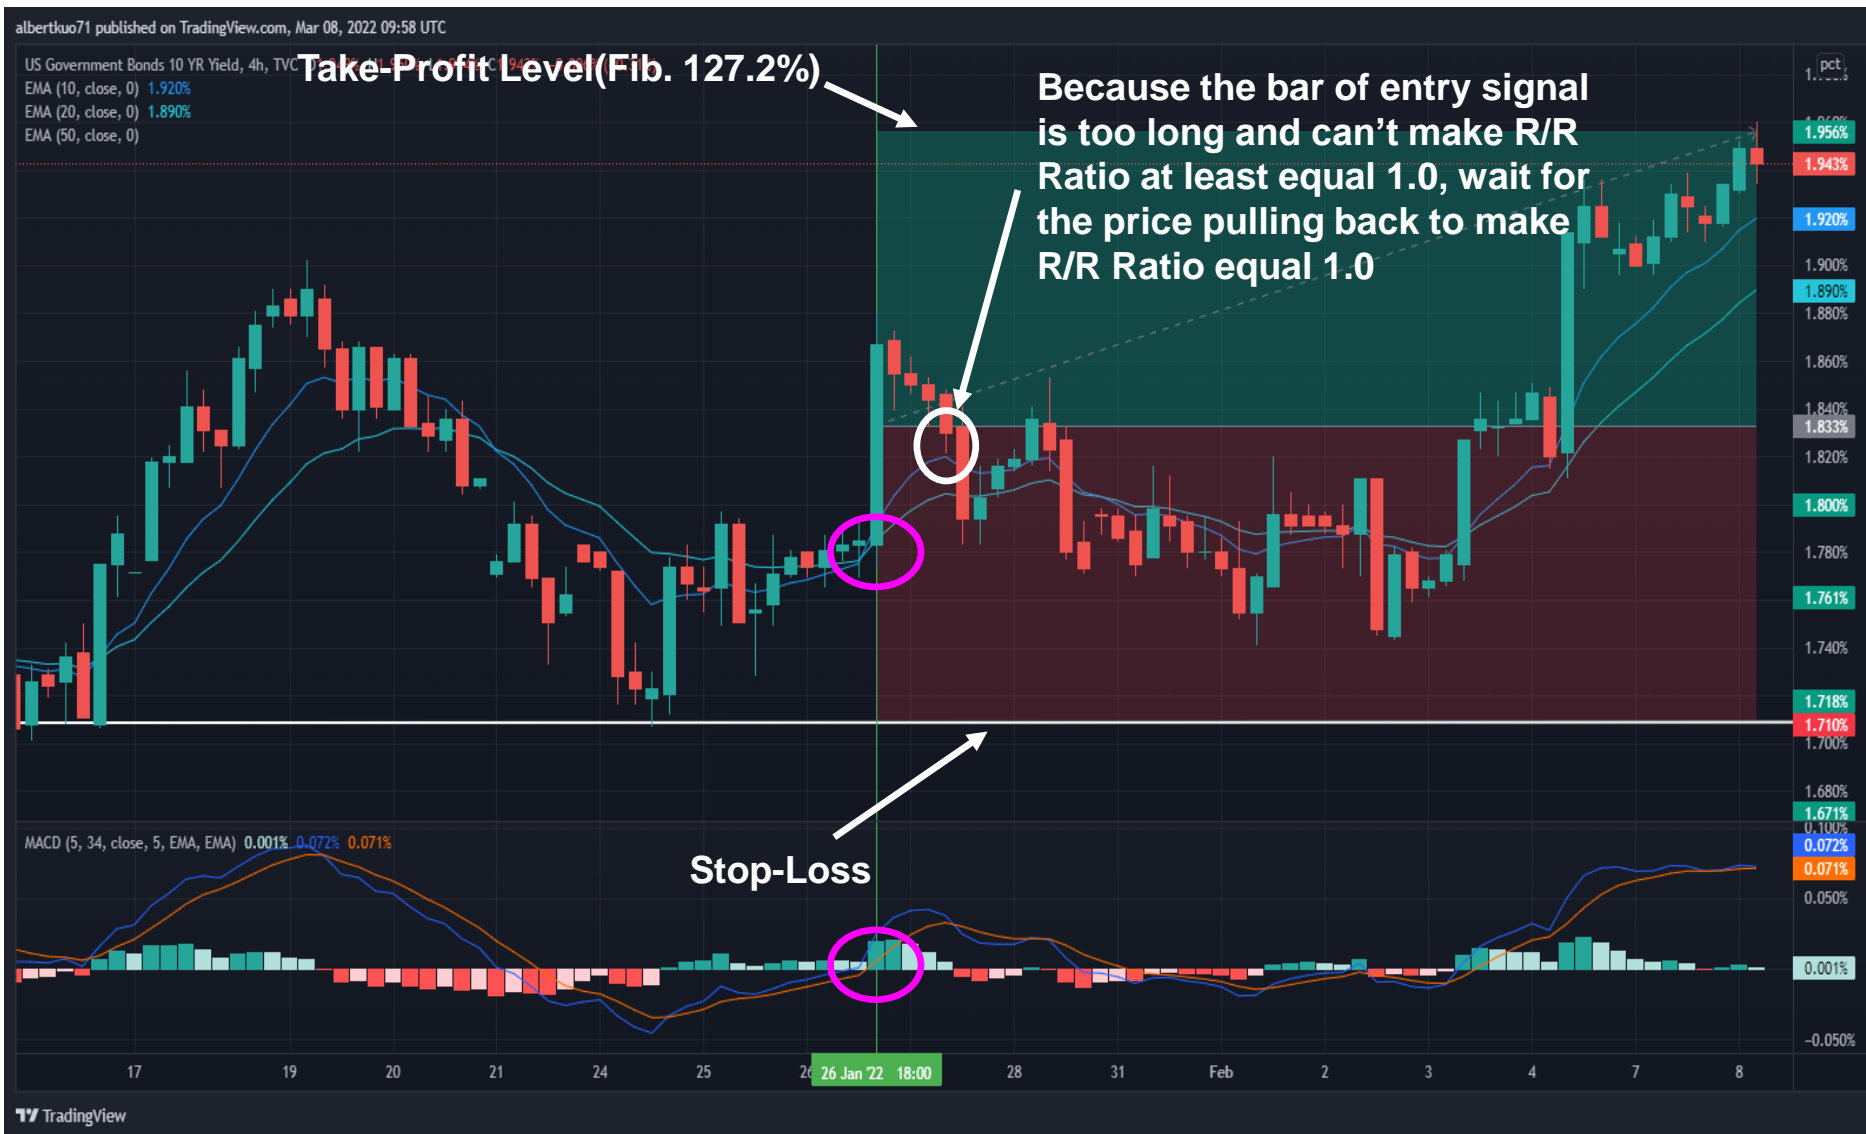 albertkuo71 published on TradingView.com, Mar 08, 2022 09:58 UTC
US Government Bonds 10 YR Yield, 4h, TVC
Take-Profit Level(Fib. 127.2%)
EMA (10, close, 0) 1.920%
EMA (20, close, 0) 1.890%
EMA (50, close, 0)
Because the bar of entry signal
is too long and can’t make R/R
Ratio at least equal 1.0, wait for
the price pulling back to make
R/R Ratio equal 1.0
pct
1.956%
1.943%
1.920%
1.900%
1.890%
1.880%
1.860%
1.840%
1.833%
1.820%
1.800%
1.780%
1.761%
1.740%
1.718%
1.710%
1.700%
1.680%
1.671%
Stop-Loss
MACD (5, 34, close, 5, EMA, EMA) 0.001% 0.072% 0.071%
0.100%
0.072%
0.071%
0.050%
0.001%
−0.050%
17 19 20 21 24 25 26 Jan '22 18:00 28 31 Feb 2 3 4 7 8
TradingView